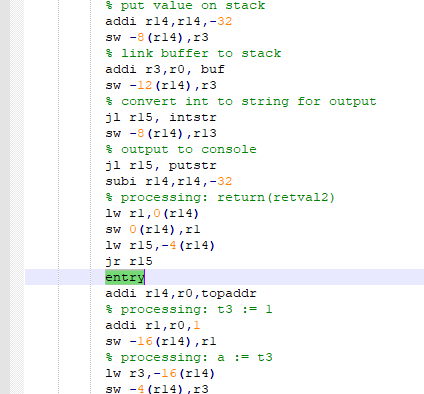 % put value on stack
addi r14,r14,-32
sw -8(r14),r3
% link buffer to stack
addi r3,r0, buf
sw -12(r14),r3
% convert int to string for output
jl r15, intstr
sw -8(r14),r13
% output to console
jl r15, putstr
subi r14,r14,-32
% processing: return(retval2)
lw r1,0(r14)
sw 0(r14),r1
lw r15,-4(r14)
jr r15
entry
addi r14,r0,topaddr
% processing: t3 := 1
addi r1,r0,1
sw -16(r14),r1
% processing: a := t3
lw r3,-16(r14)
sw -4(r14),r3